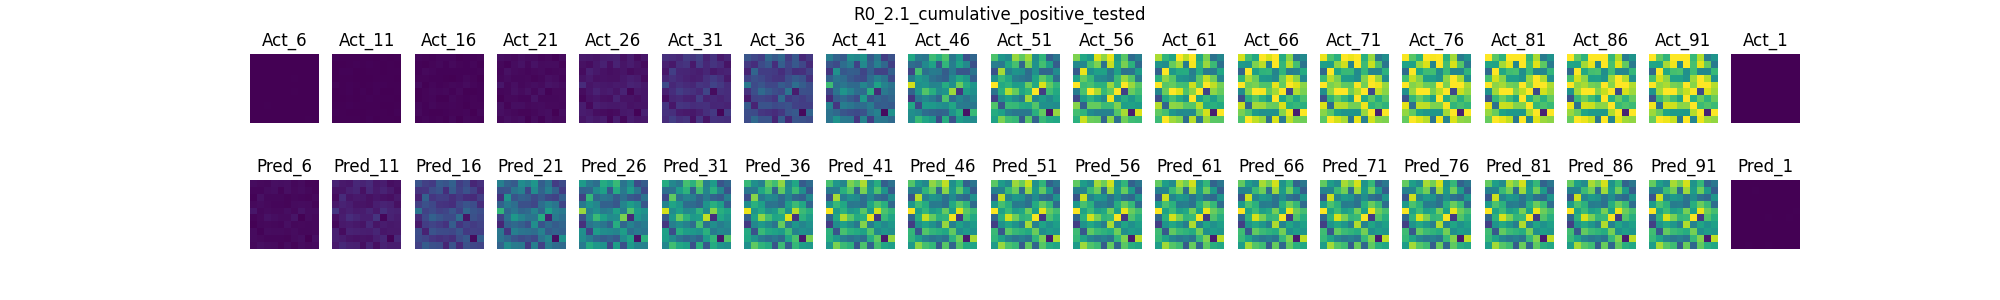 R0_2.1_cumulative_positive_tested
Act_6 Act_11 Act_16 Act_21 Act_26 Act_31 Act_36 Act_41 Act_46 Act_51 Act_56 Act_61 Act_66 Act_71 Act_76 Act_81 Act_86 Act_91 Act_1
Pred_6 Pred_11 Pred_16 Pred_21 Pred_26 Pred_31 Pred_36 Pred_41 Pred_46 Pred_51 Pred_56 Pred_61 Pred_66 Pred_71 Pred_76 Pred_81 Pred_86 Pred_91 Pred_1